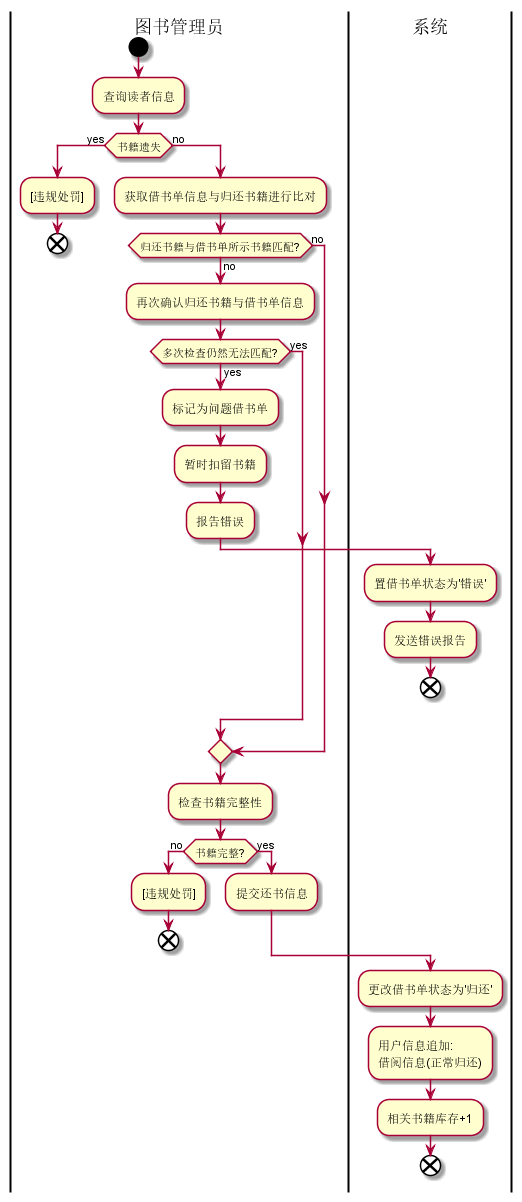 图书管理员
系统
查询读者信息
yes
书籍遗失
no
[违规处罚]
获取借书单信息与归还书籍进行比对
归还书籍与借书单所示书籍匹配?
no
no
再次确认归还书籍与借书单信息
多次检查仍然无法匹配?
yes
yes
标记为问题借书单
暂时扣留书籍
报告错误
置借书单状态为'错误'
发送错误报告
检查书籍完整性
no
书籍完整?
yes
[违规处罚]
提交还书信息
更改借书单状态为'归还'
用户信息追加:
借阅信息(正常归还)
相关书籍库存+1